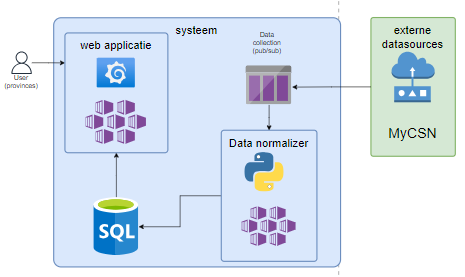 systeem
web applicatie
Data
collection
(pub/sub)
externe
datasources
User
(provinces)
MyCSN
Data normalizer
SQL